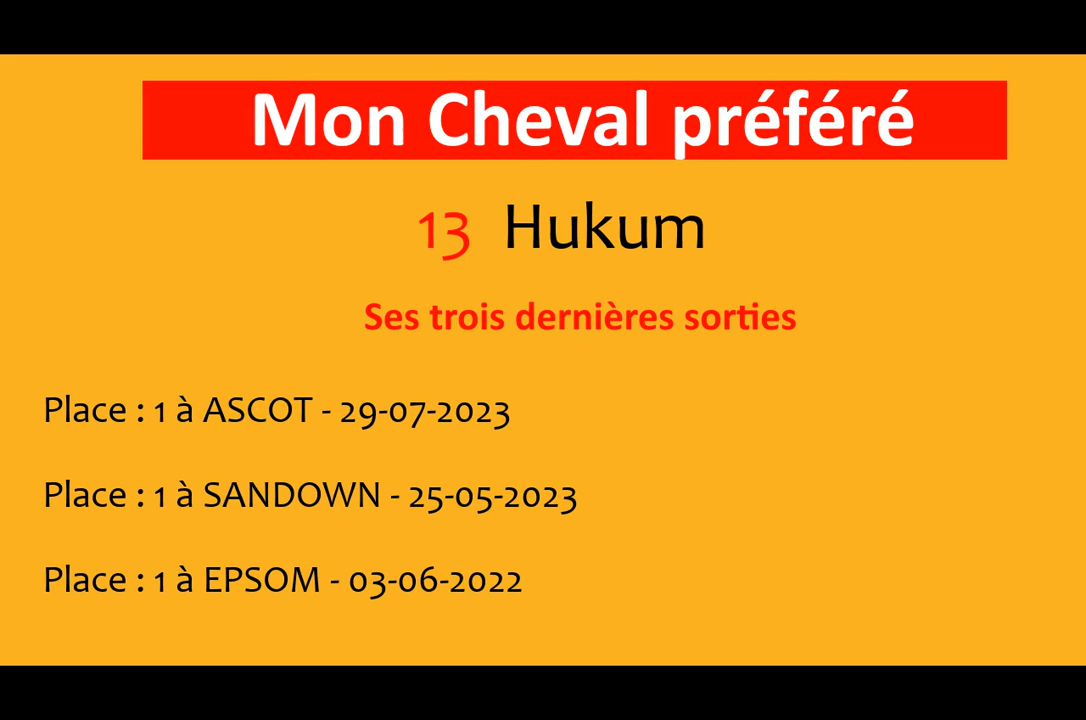 Mon Cheval préféré
13 Hukum
Ses trois dernières sorties
Place : 1 à ASCOT - 29-07-2023
Place : 1 à SANDOWN - 25-05-2023
Place : 1 à EPSOM - 03-06-2022